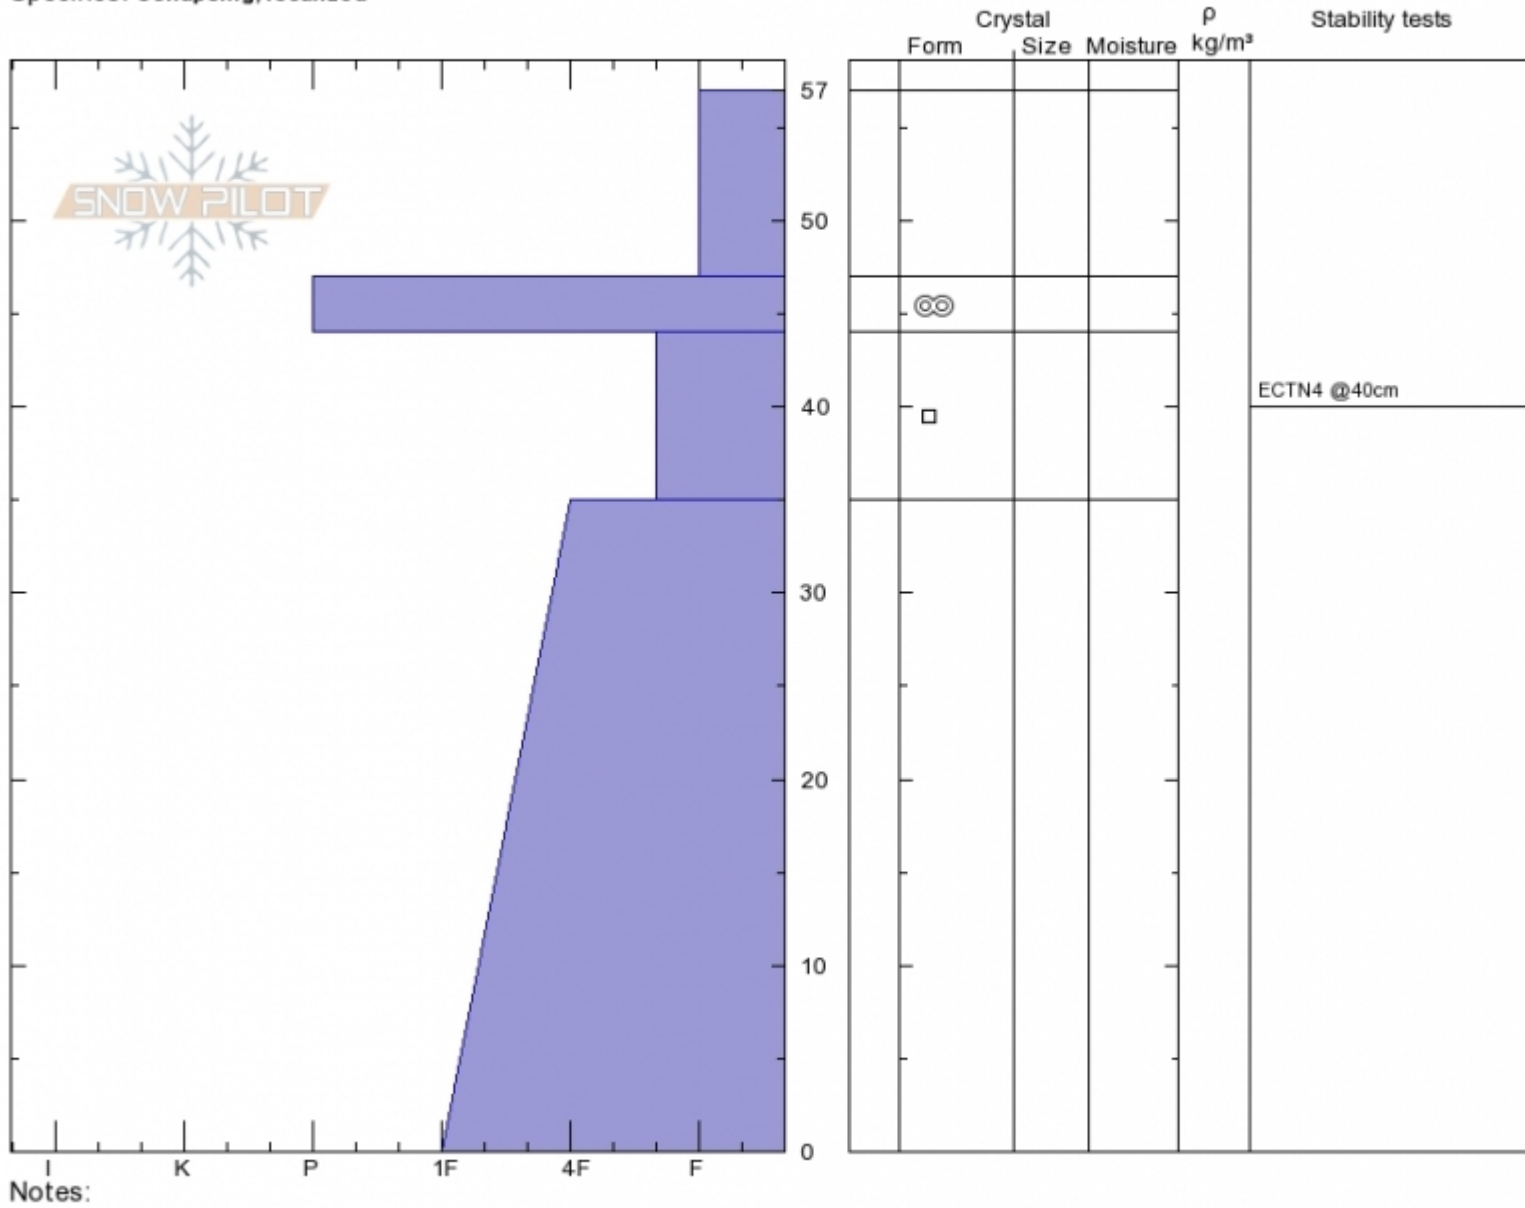 Crystal
ρ
Stability tests
Form
Size
Moisture
kg/m³
57
SNOW PILOT
50
ECTN4 @40cm
40
30
20
10
0
I K P 1F 4F F
Notes: